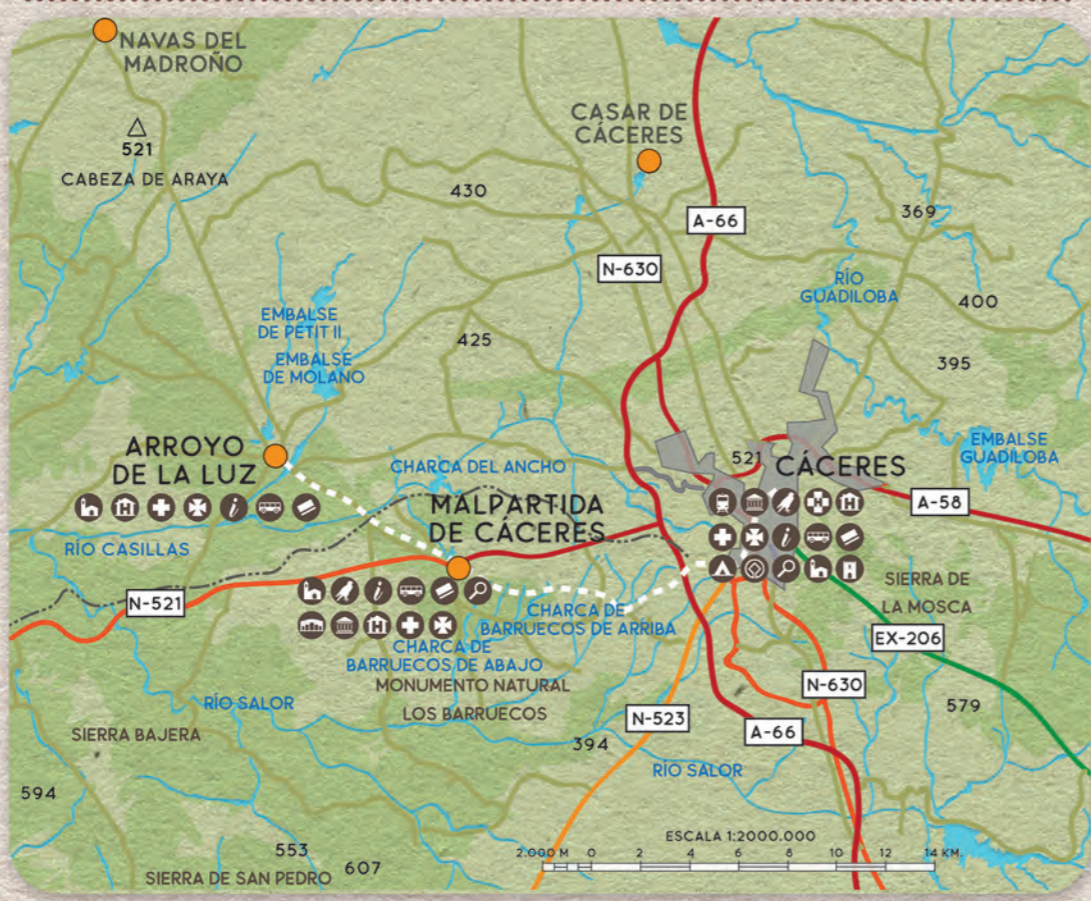 NAVAS DEL
MADROÑO
521
CABEZA DE ARAYA
CASAR DE
CÁCERES
430
A-66
369
N-630
RÍO
GUADILOBA
400
EMBALSE
DE PETIT II
425
EMBALSE
DE MOLANO
395
ARROYO
DE LA LUZ
CHARCA DEL ANCHO
521
CÁCERES
EMBALSE
GUADILOBA
MALPARTIDA
DE CÁCERES
A-58
RÍO CASILLAS
N-521
SIERRA DE
LA MOSCA
CHARCA DE
BARRUECOS DE ARRIBA
EX-206
CHARCA DE
BARRUECOS DE ABAJO
MONUMENTO NATURAL
LOS BARRUECOS
N-630
RÍO SALOR
N-523
579
SIERRA BAJERA
394
A-66
RÍO SALOR
594
ESCALA 1:2000.000
2.000 M 0 2 4 6 8 10 12 14 KM.
553
607
SIERRA DE SAN PEDRO